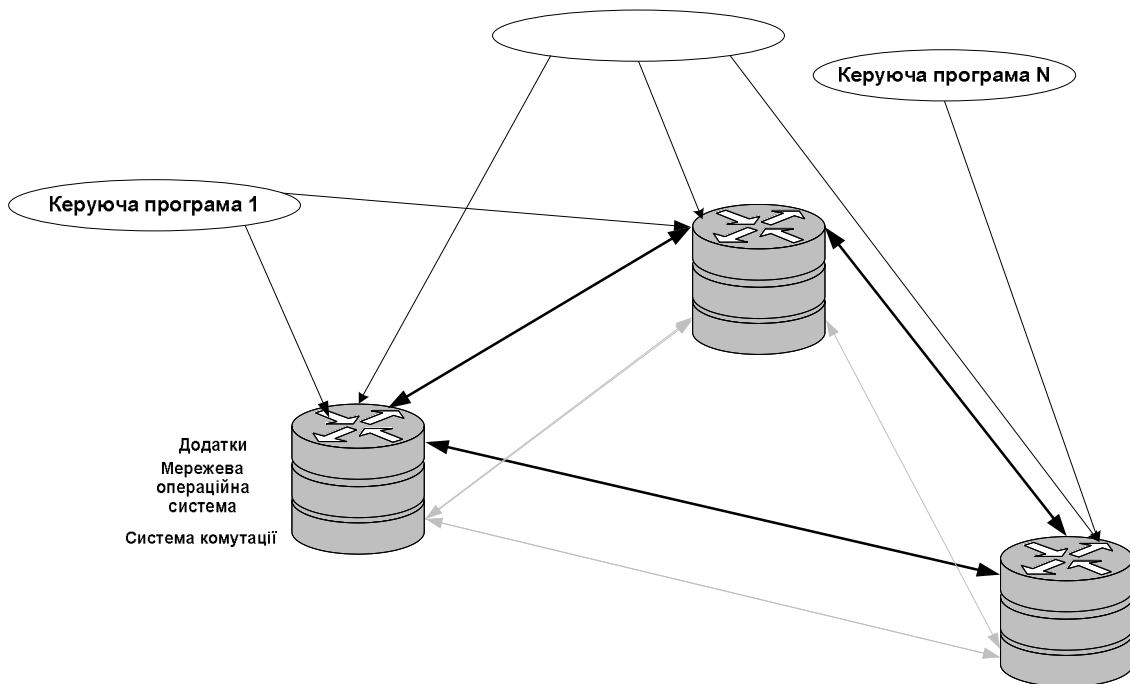 Керуюча програма N
Керуюча програма 1
Додатки
Мережева
операційна
система
Система комутації